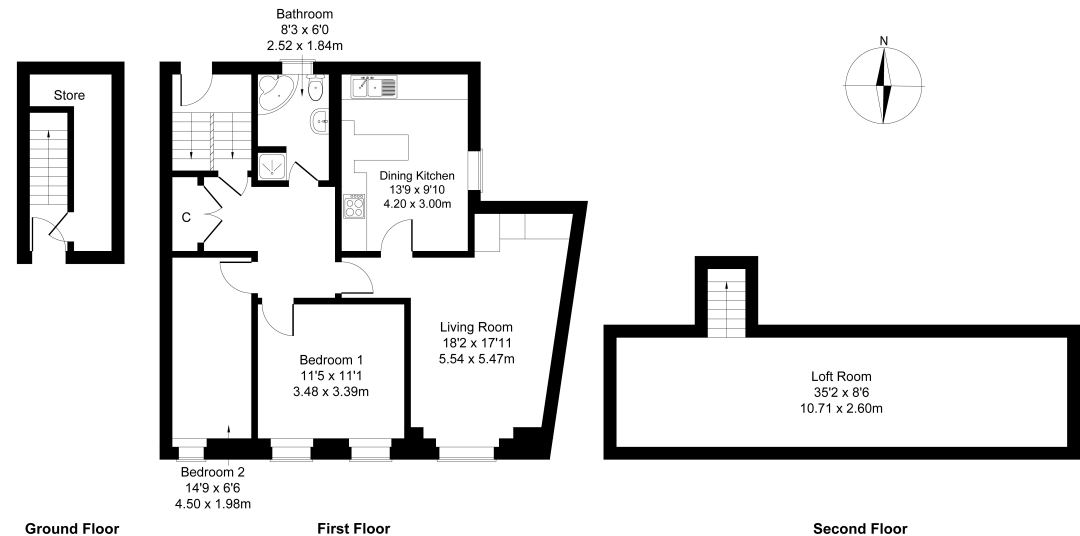 Bathroom
8'3 x 6'0
2.52 x 1.84m
N
Store
Dining Kitchen
13'9 x 9'10
4.20 x 3.00m
C
Living Room
18'2 x 17'11
5.54 x 5.47m
Bedroom 1
11'5 x 11'1
3.48 x 3.39m
Loft Room
35'2 x 8'6
10.71 x 2.60m
Bedroom 2
14'9 x 6'6
4.50 x 1.98m
Ground Floor
First Floor
Second Floor